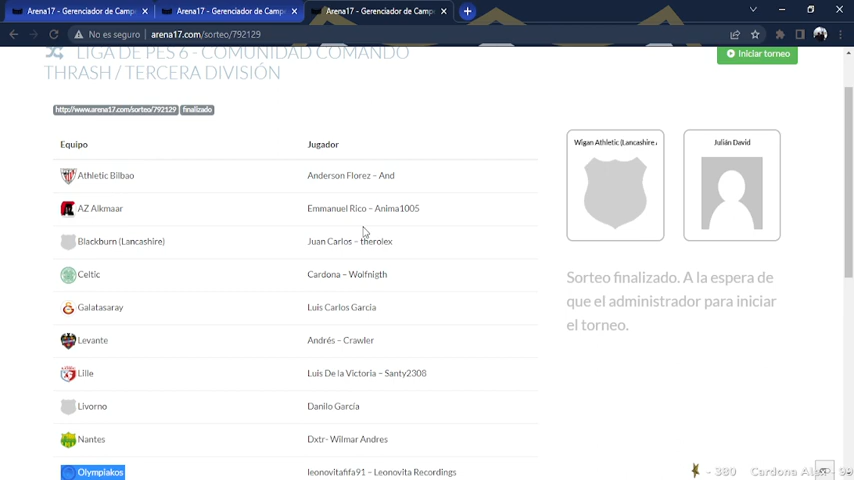 Arena17 - Gerenciador de Camp
Arena17 - Gerenciador de Camp
Arena17 - Gerenciador de Camp
No es seguro | arena17.com/sorteo/792129
LIGA DE PES 6 - COMUNIDAD COMANDO
THRASH / TERCERA DIVISIÓN
Iniciar torneo
http://www.arena17.com/sorteo/792129 finalizado
Equipo Jugador
Athletic Bilbao Anderson Florez – And
AZ Alkmaar Emmanuel Rico – Anima1005
Blackburn (Lancashire) Juan Carlos – therolex
Celtic Cardona – Wolfnigth
Galatasaray Luis Carlos Garcia
Levante Andrés – Crawler
Lille Luis De la Victoria – Santy2308
Livorno Danilo García
Nantes Dxtr- Wilmar Andres
Olympiakos leonovitafifa91 – Leonovita Recordings
Wigan Athletic (Lancashire
Julián David
Sorteo finalizado. A la espera de
que el administrador para iniciar
el torneo.
- 380 Cardona